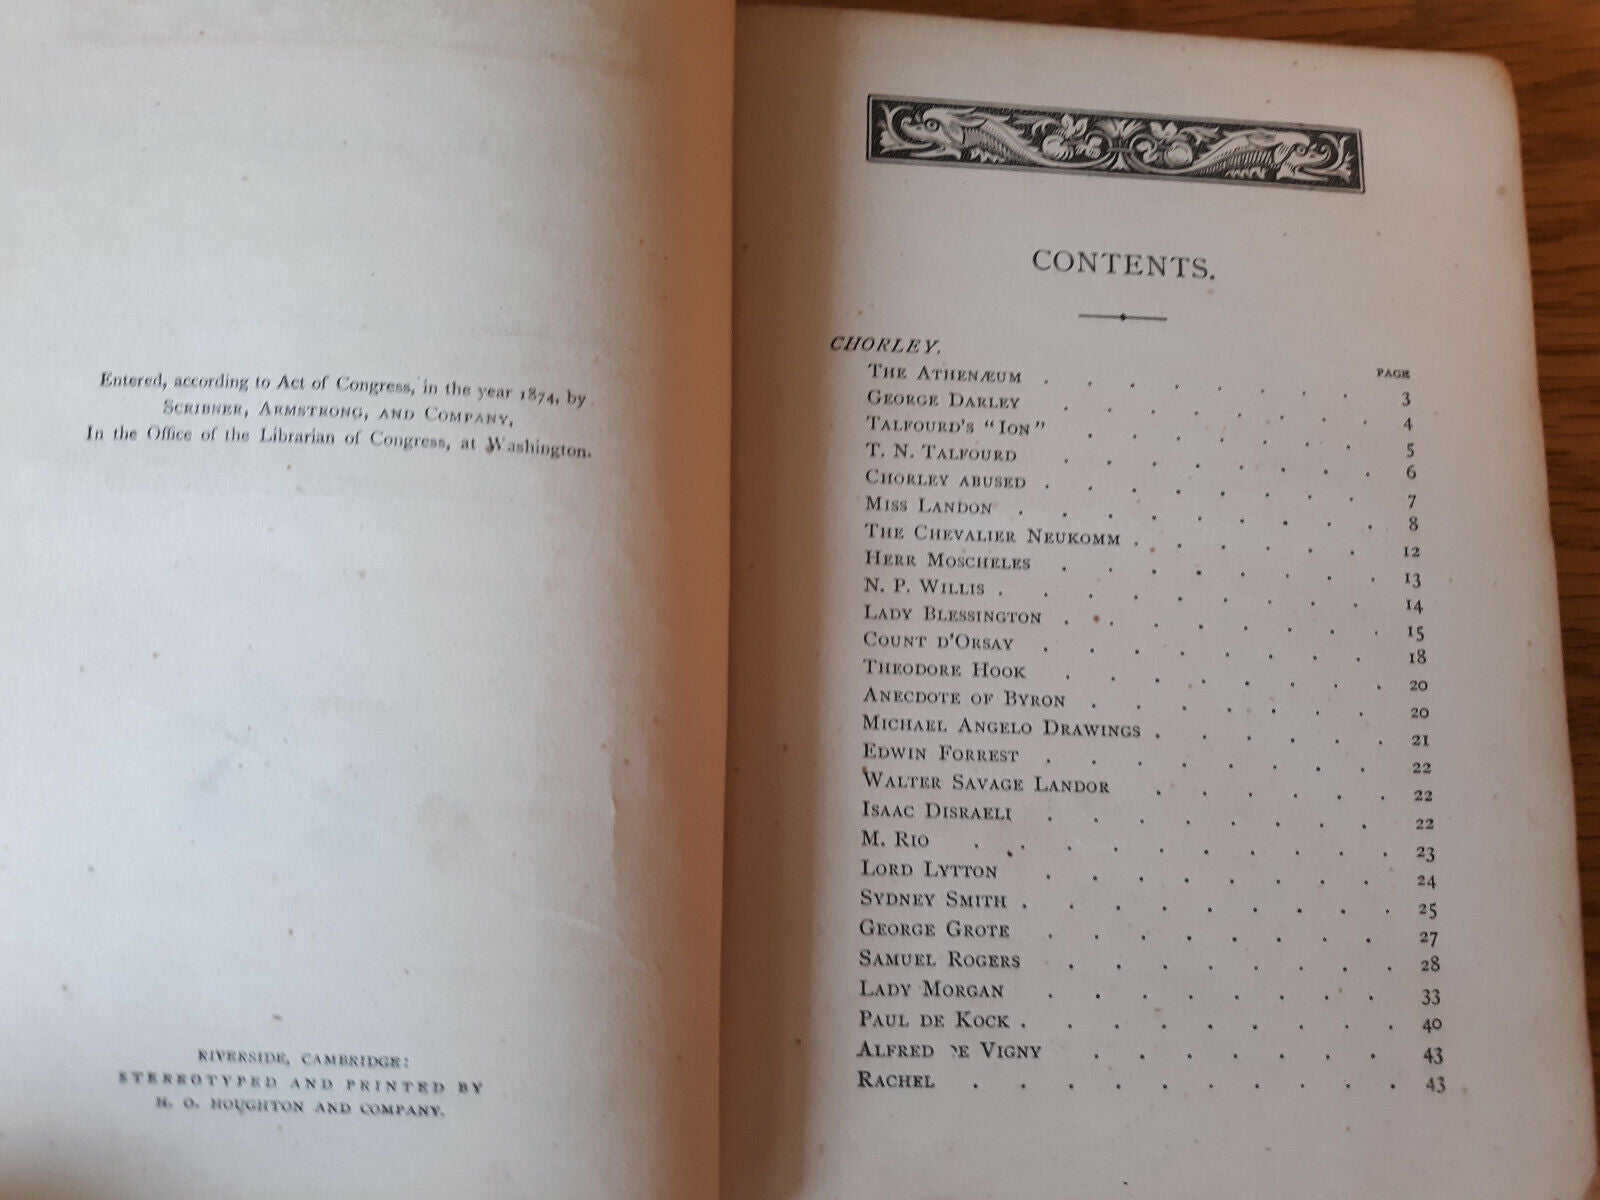 Entered, according to Act of Congress, in the year 1874, by
SCRIBNER, ARMSTRONG, AND COMPANY,
In the Office of the Librarian of Congress, at Washington.
RIVERSIDE, CAMBRIDGE:
STEREOTYPED AND PRINTED BY
H. O. HOUGHTON AND COMPANY.
CONTENTS.
CHORLEY.
PAGE
THE ATHENÆUM . . . . . . . . 3
GEORGE DARLEY . . . . . . . . 4
TALFOURD'S "ION" . . . . . . . 5
T. N. TALFOURD . . . . . . . . 6
CHORLEY ABUSED . . . . . . . . 7
MISS LANDON . . . . . . . . 8
THE CHEVALIER NEUKOMM . . . . . . 12
HERR MOSCHELES . . . . . . . . 13
N. P. WILLIS . . . . . . . . . 14
LADY BLESSINGTON . . . . . . . . 15
COUNT D'ORSAY . . . . . . . . 18
THEODORE HOOK . . . . . . . . 20
ANECDOTE OF BYRON . . . . . . . 20
MICHAEL ANGELO DRAWINGS . . . . . . 21
EDWIN FORREST . . . . . . . . 22
WALTER SAVAGE LANDOR . . . . . . 22
ISAAC DISRAELI . . . . . . . . 22
M. RIO . . . . . . . . . . 23
LORD LYTTON . . . . . . . . 24
SYDNEY SMITH . . . . . . . . . 25
GEORGE GROTE . . . . . . . . 27
SAMUEL ROGERS . . . . . . . . 28
LADY MORGAN . . . . . . . . 33
PAUL DE KOCK . . . . . . . . . 40
ALFRED DE VIGNY . . . . . . . 43
RACHEL . . . . . . . . . . 43